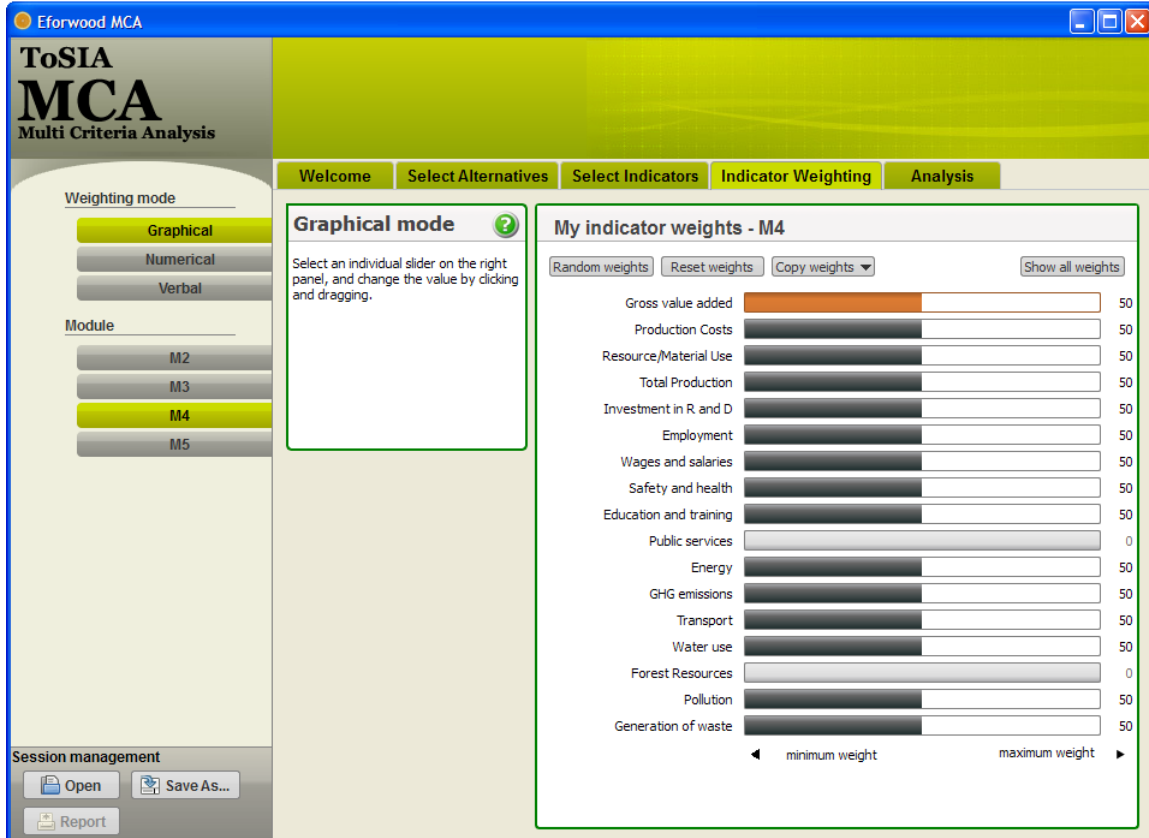 Eforwood MCA
ToSIA
MCA
Multi Criteria Analysis
Welcome
Select Alternatives
Select Indicators
Indicator Weighting
Analysis
Weighting mode
Graphical
Numerical
Verbal
Module
M2
M3
M4
M5
Graphical mode
?
Select an individual slider on the right
panel, and change the value by clicking
and dragging.
My indicator weights - M4
Random weights
Reset weights
Copy weights
Show all weights
Gross value added 50
Production Costs 50
Resource/Material Use 50
Total Production 50
Investment in R and D 50
Employment 50
Wages and salaries 50
Safety and health 50
Education and training 50
Public services 0
Energy 50
GHG emissions 50
Transport 50
Water use 50
Forest Resources 0
Pollution 50
Generation of waste 50
minimum weight
maximum weight
Session management
Open
Save As...
Report